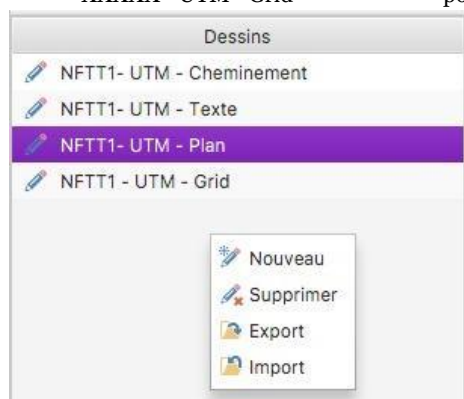 Dessins
NFTT1- UTM - Cheminement
NFTT1- UTM - Texte
NFTT1- UTM - Plan
NFTT1 - UTM - Grid
Nouveau
Supprimer
Export
Import